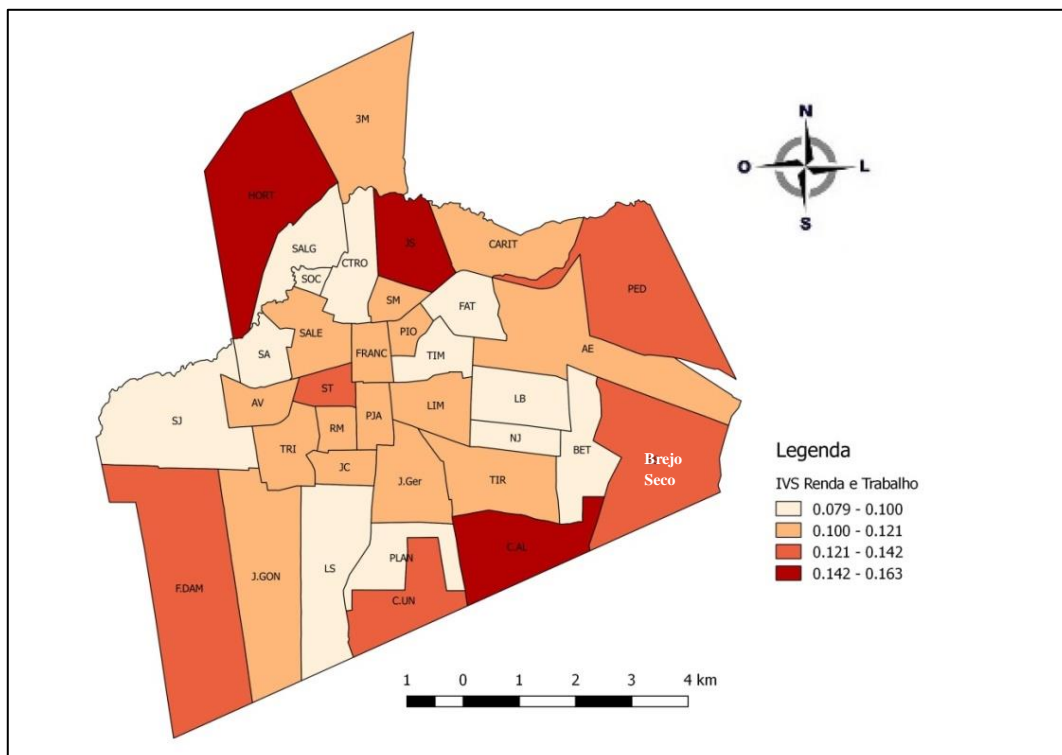 3M
N
O
L
S
HORT
SALG
CTRO
JS
CARIT
SOC
PED
SM
FAT
SALE
PIO
FRANC
TIM
AE
SA
ST
LB
AV
SJ
PJA
LIM
RM
TRI
NJ
BET
Brejo
Seco
JC
J.Ger
TIR
Legenda
IVS Renda e Trabalho
0.079 - 0.100
0.100 - 0.121
0.121 - 0.142
0.142 - 0.163
C.AL
PLAN
LS
J.GON
F.DAM
C.UN
1 0 1 2 3 4 km